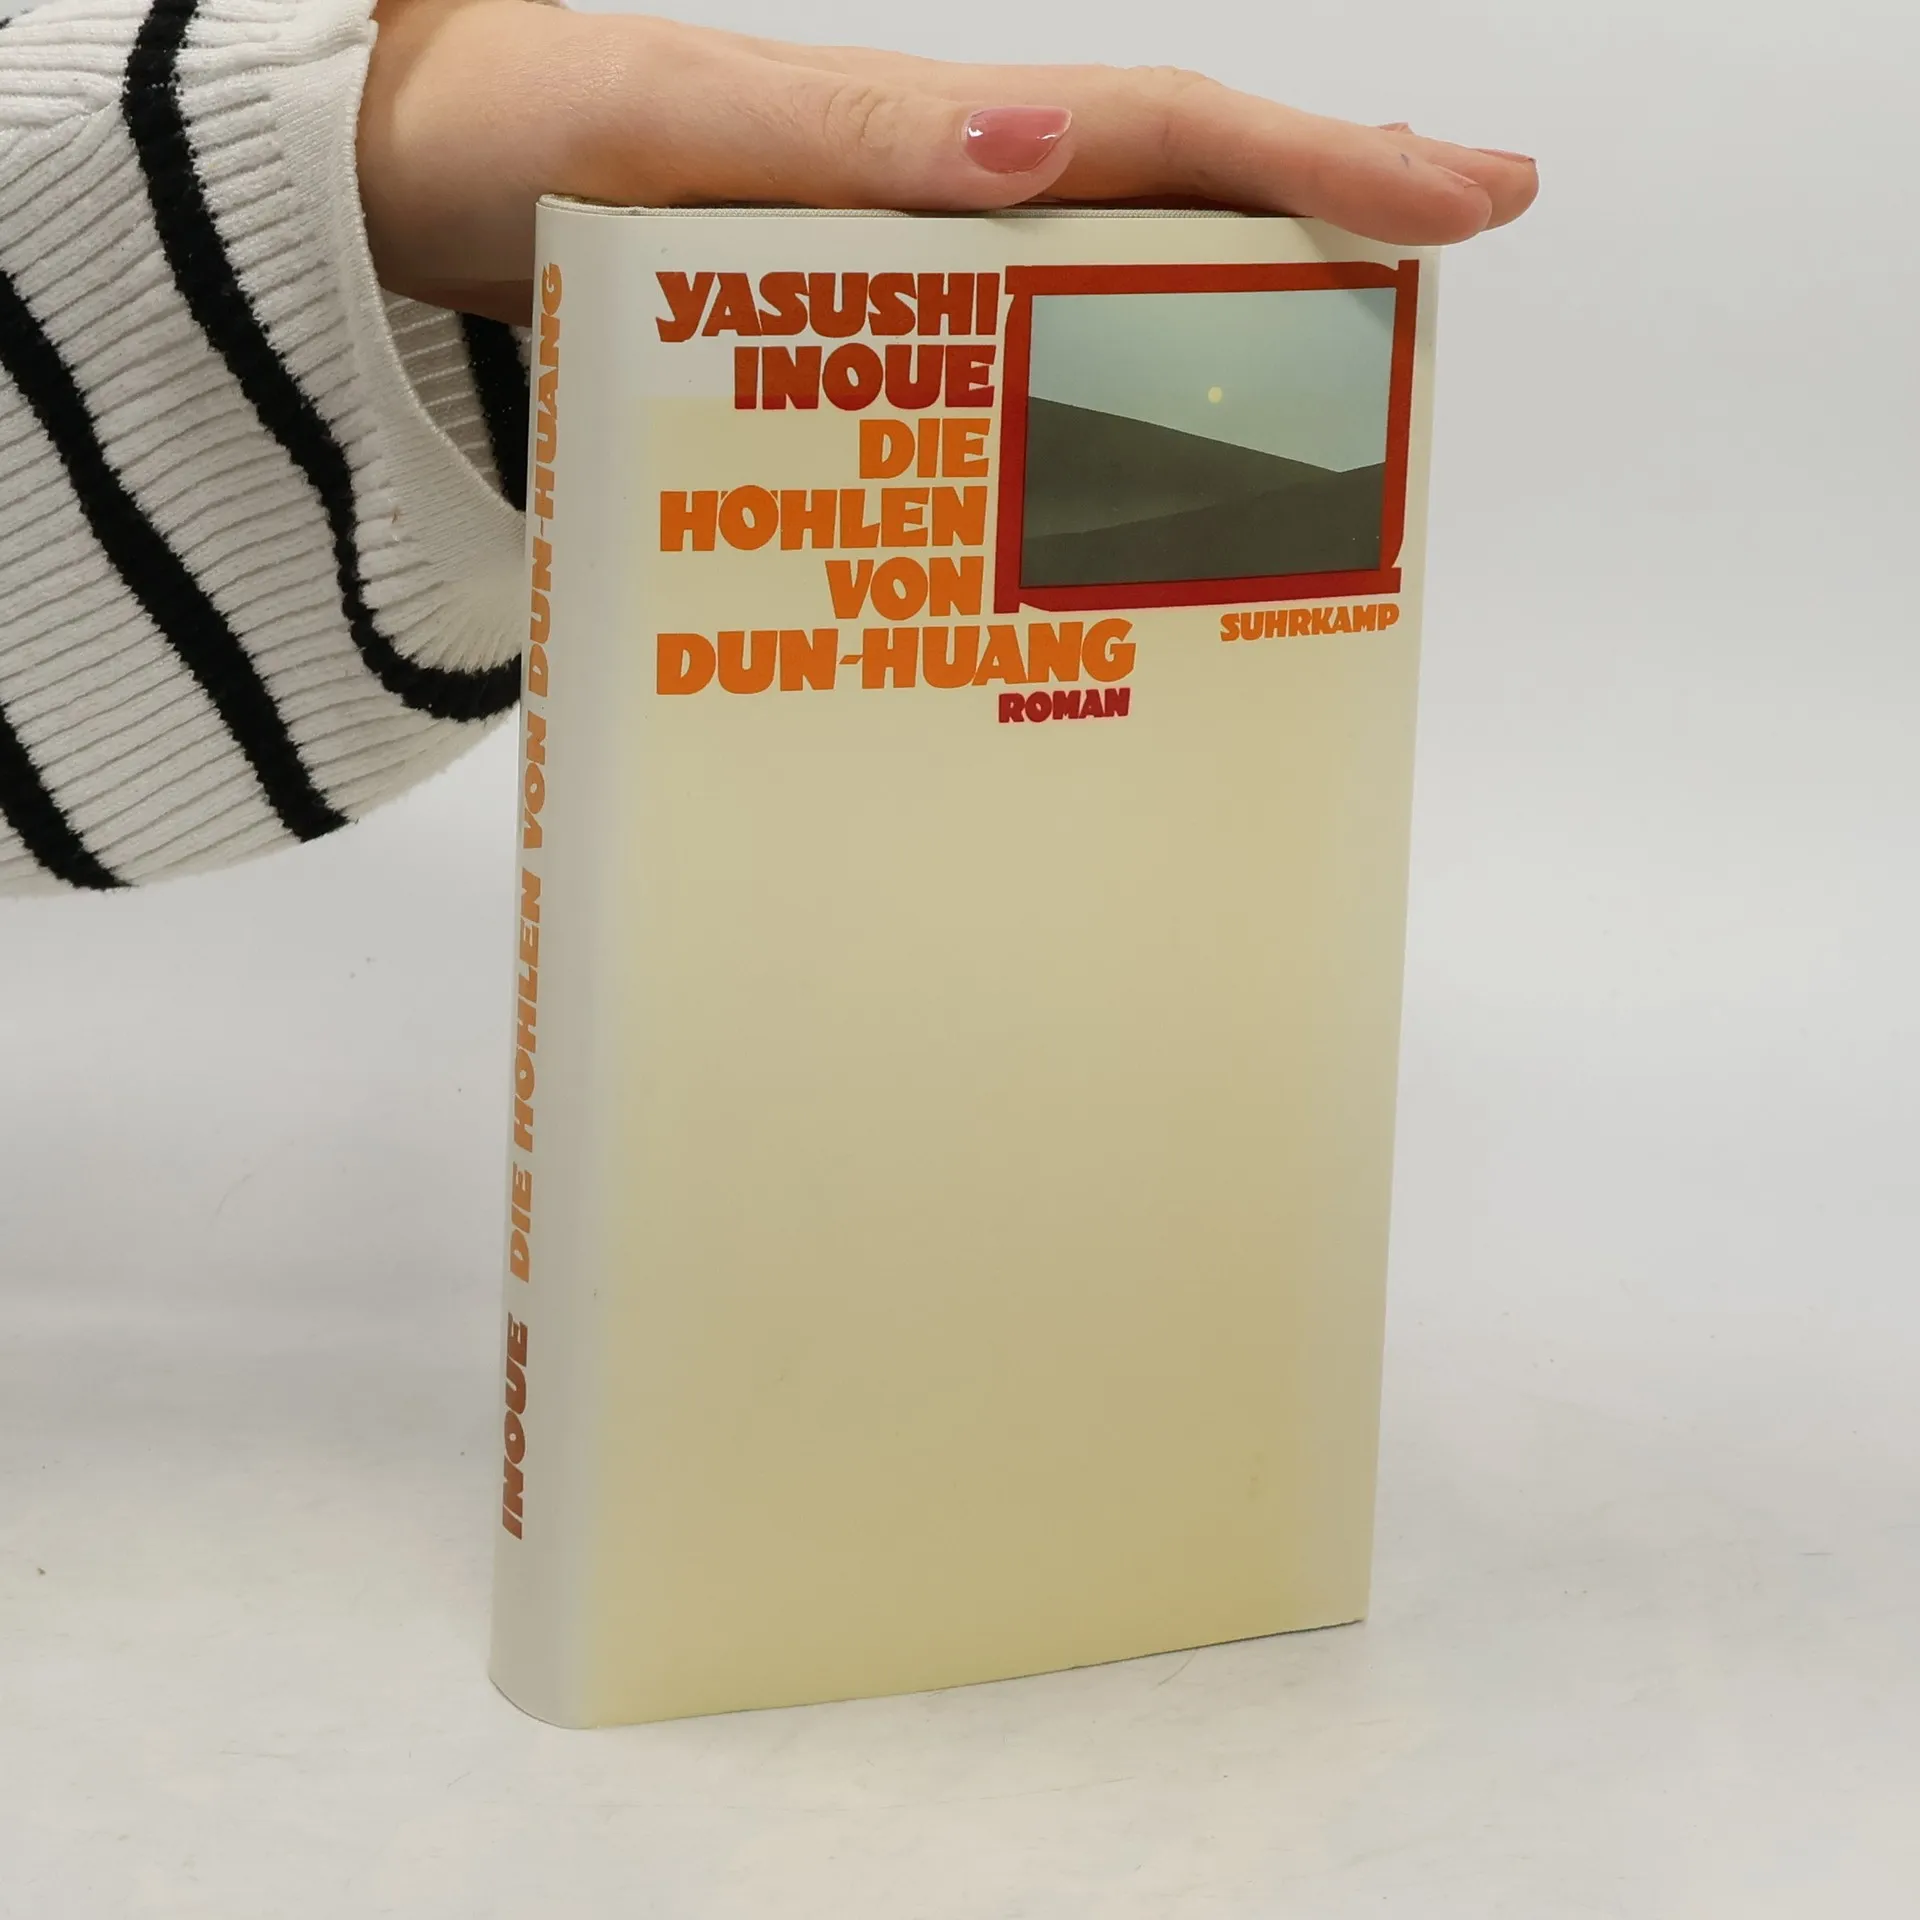 YASUSHI
INOUE
DIE
HÖHLEN
VON
DUN-HUANG
ROMAN
SUHRKAMP
INOUE DIE HÖHLEN VON DUN-HUANG